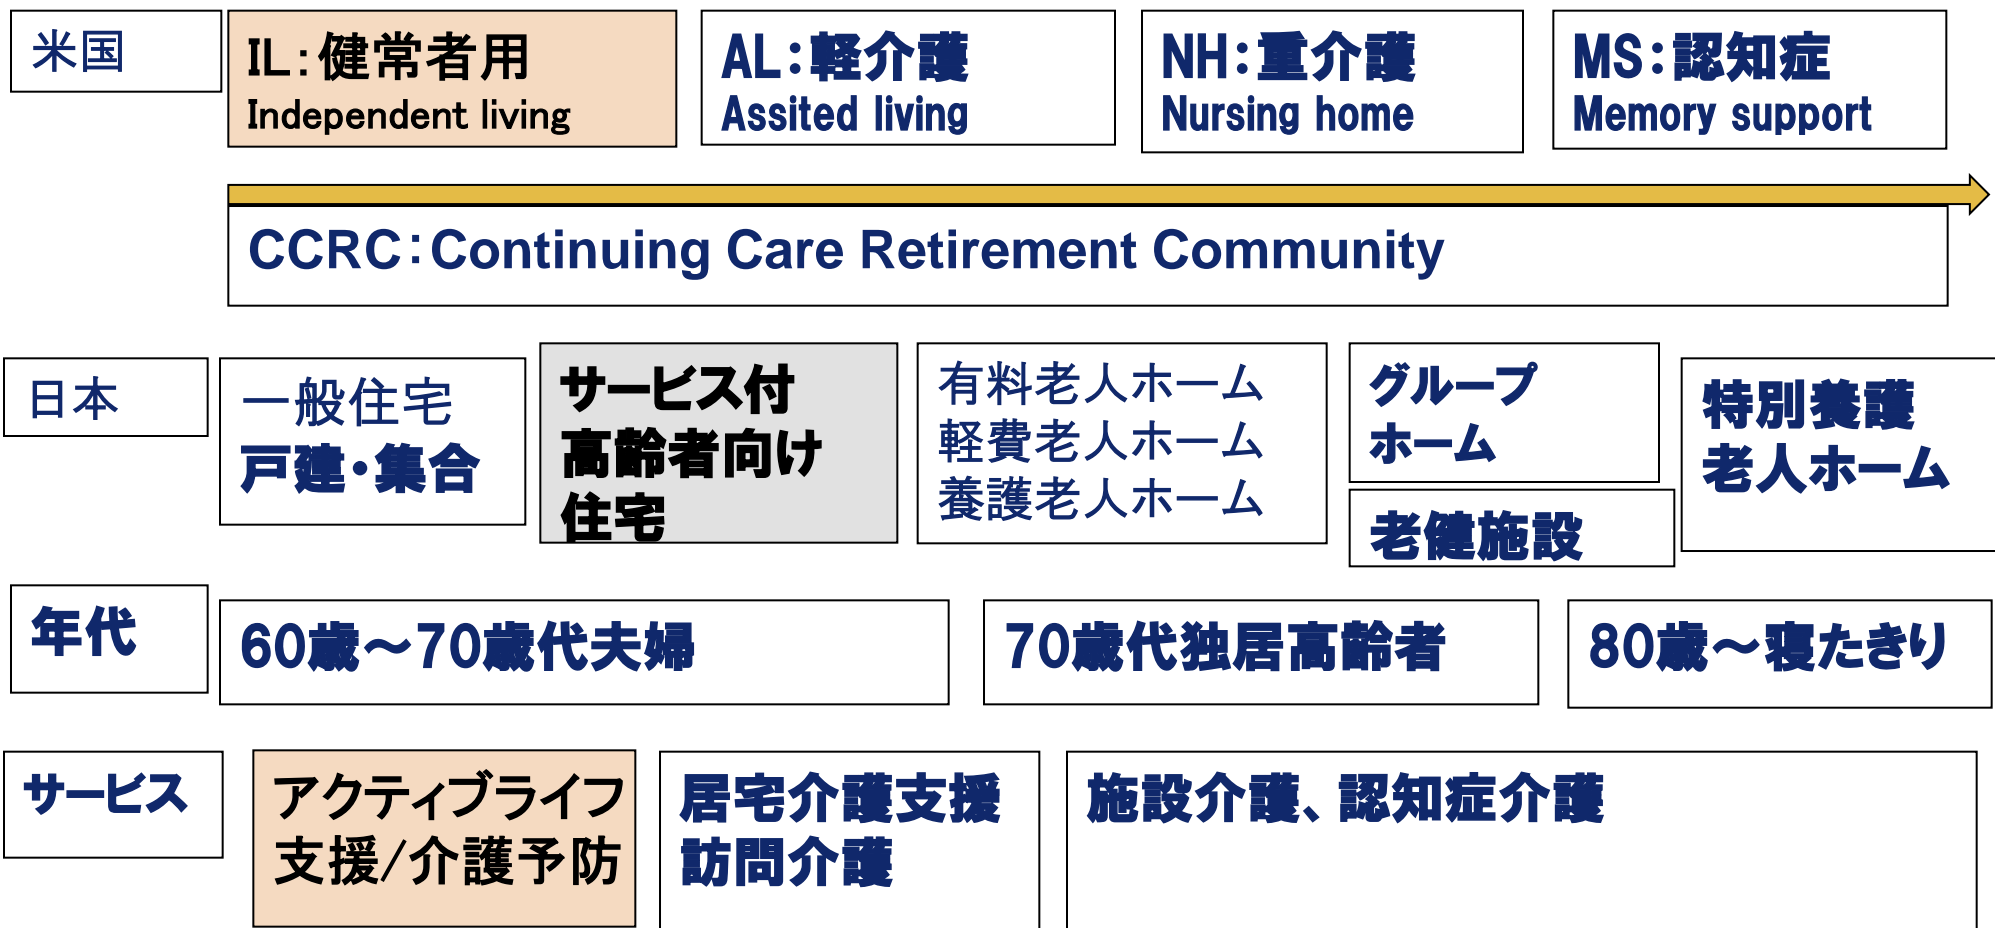 米国
IL:健常者用
Independent living
AL:軽介護
Assited living
NH:重介護
Nursing home
MS:認知症
Memory support
CCRC:Continuing Care Retirement Community
日本
一般住宅
戸建・集合
サービス付
高齢者向け
住宅
有料老人ホーム
軽費老人ホーム
養護老人ホーム
グループ
ホーム
老健施設
特別養護
老人ホーム
年代
60歳～70歳代夫婦
70歳代独居高齢者
80歳～寝たきり
サービス
アクティブライフ
支援/介護予防
居宅介護支援
訪問介護
施設介護、認知症介護